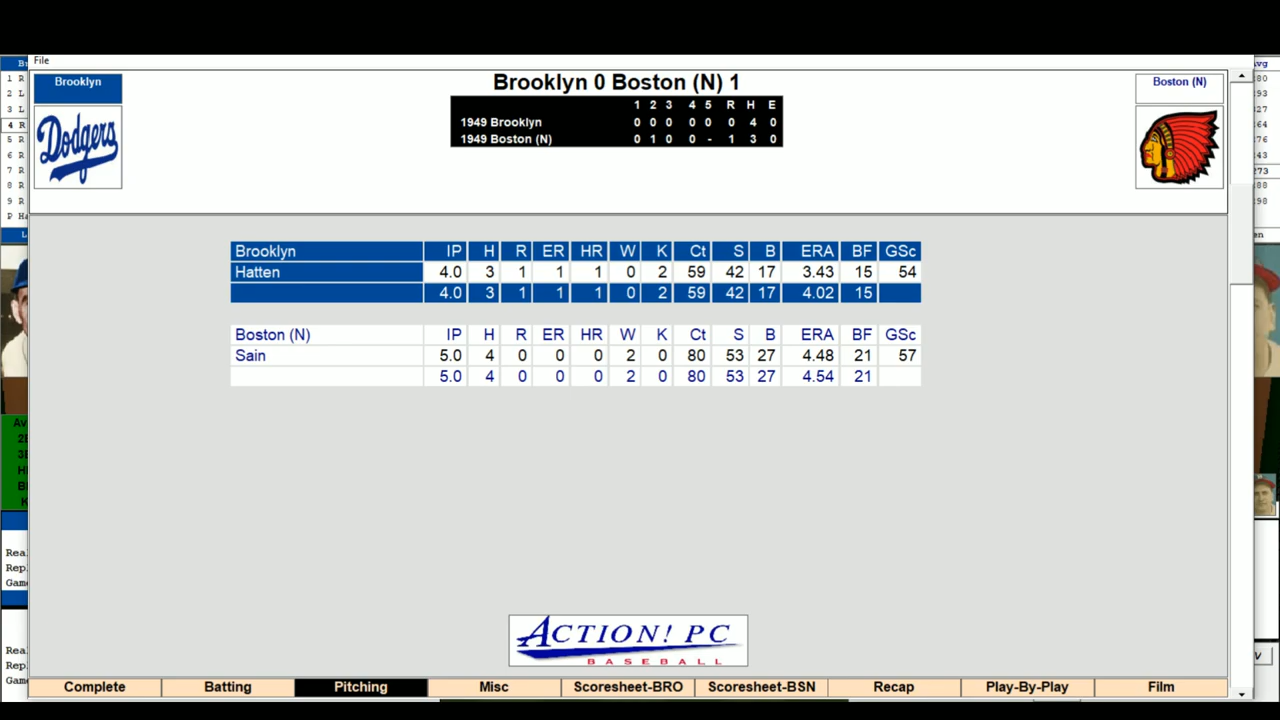 File
Brooklyn
Brooklyn 0 Boston (N) 1
Boston (N)
Dodgers
1 2 3 4 5 R H E
1949 Brooklyn 0 0 0 0 0 0 4 0
1949 Boston (N) 0 1 0 0 - 1 3 0
Brooklyn IP H R ER HR W K Ct S B ERA BF GSc
Hatten 4.0 3 1 1 1 0 2 59 42 17 3.43 15 54
4.0 3 1 1 1 0 2 59 42 17 4.02 15
Boston (N) IP H R ER HR W K Ct S B ERA BF GSc
Sain 5.0 4 0 0 0 2 0 80 53 27 4.48 21 57
5.0 4 0 0 0 2 0 80 53 27 4.54 21
ACTION! PC
BASEBALL
Complete Batting Pitching Misc Scoresheet-BRO Scoresheet-BSN Recap Play-By-Play Film